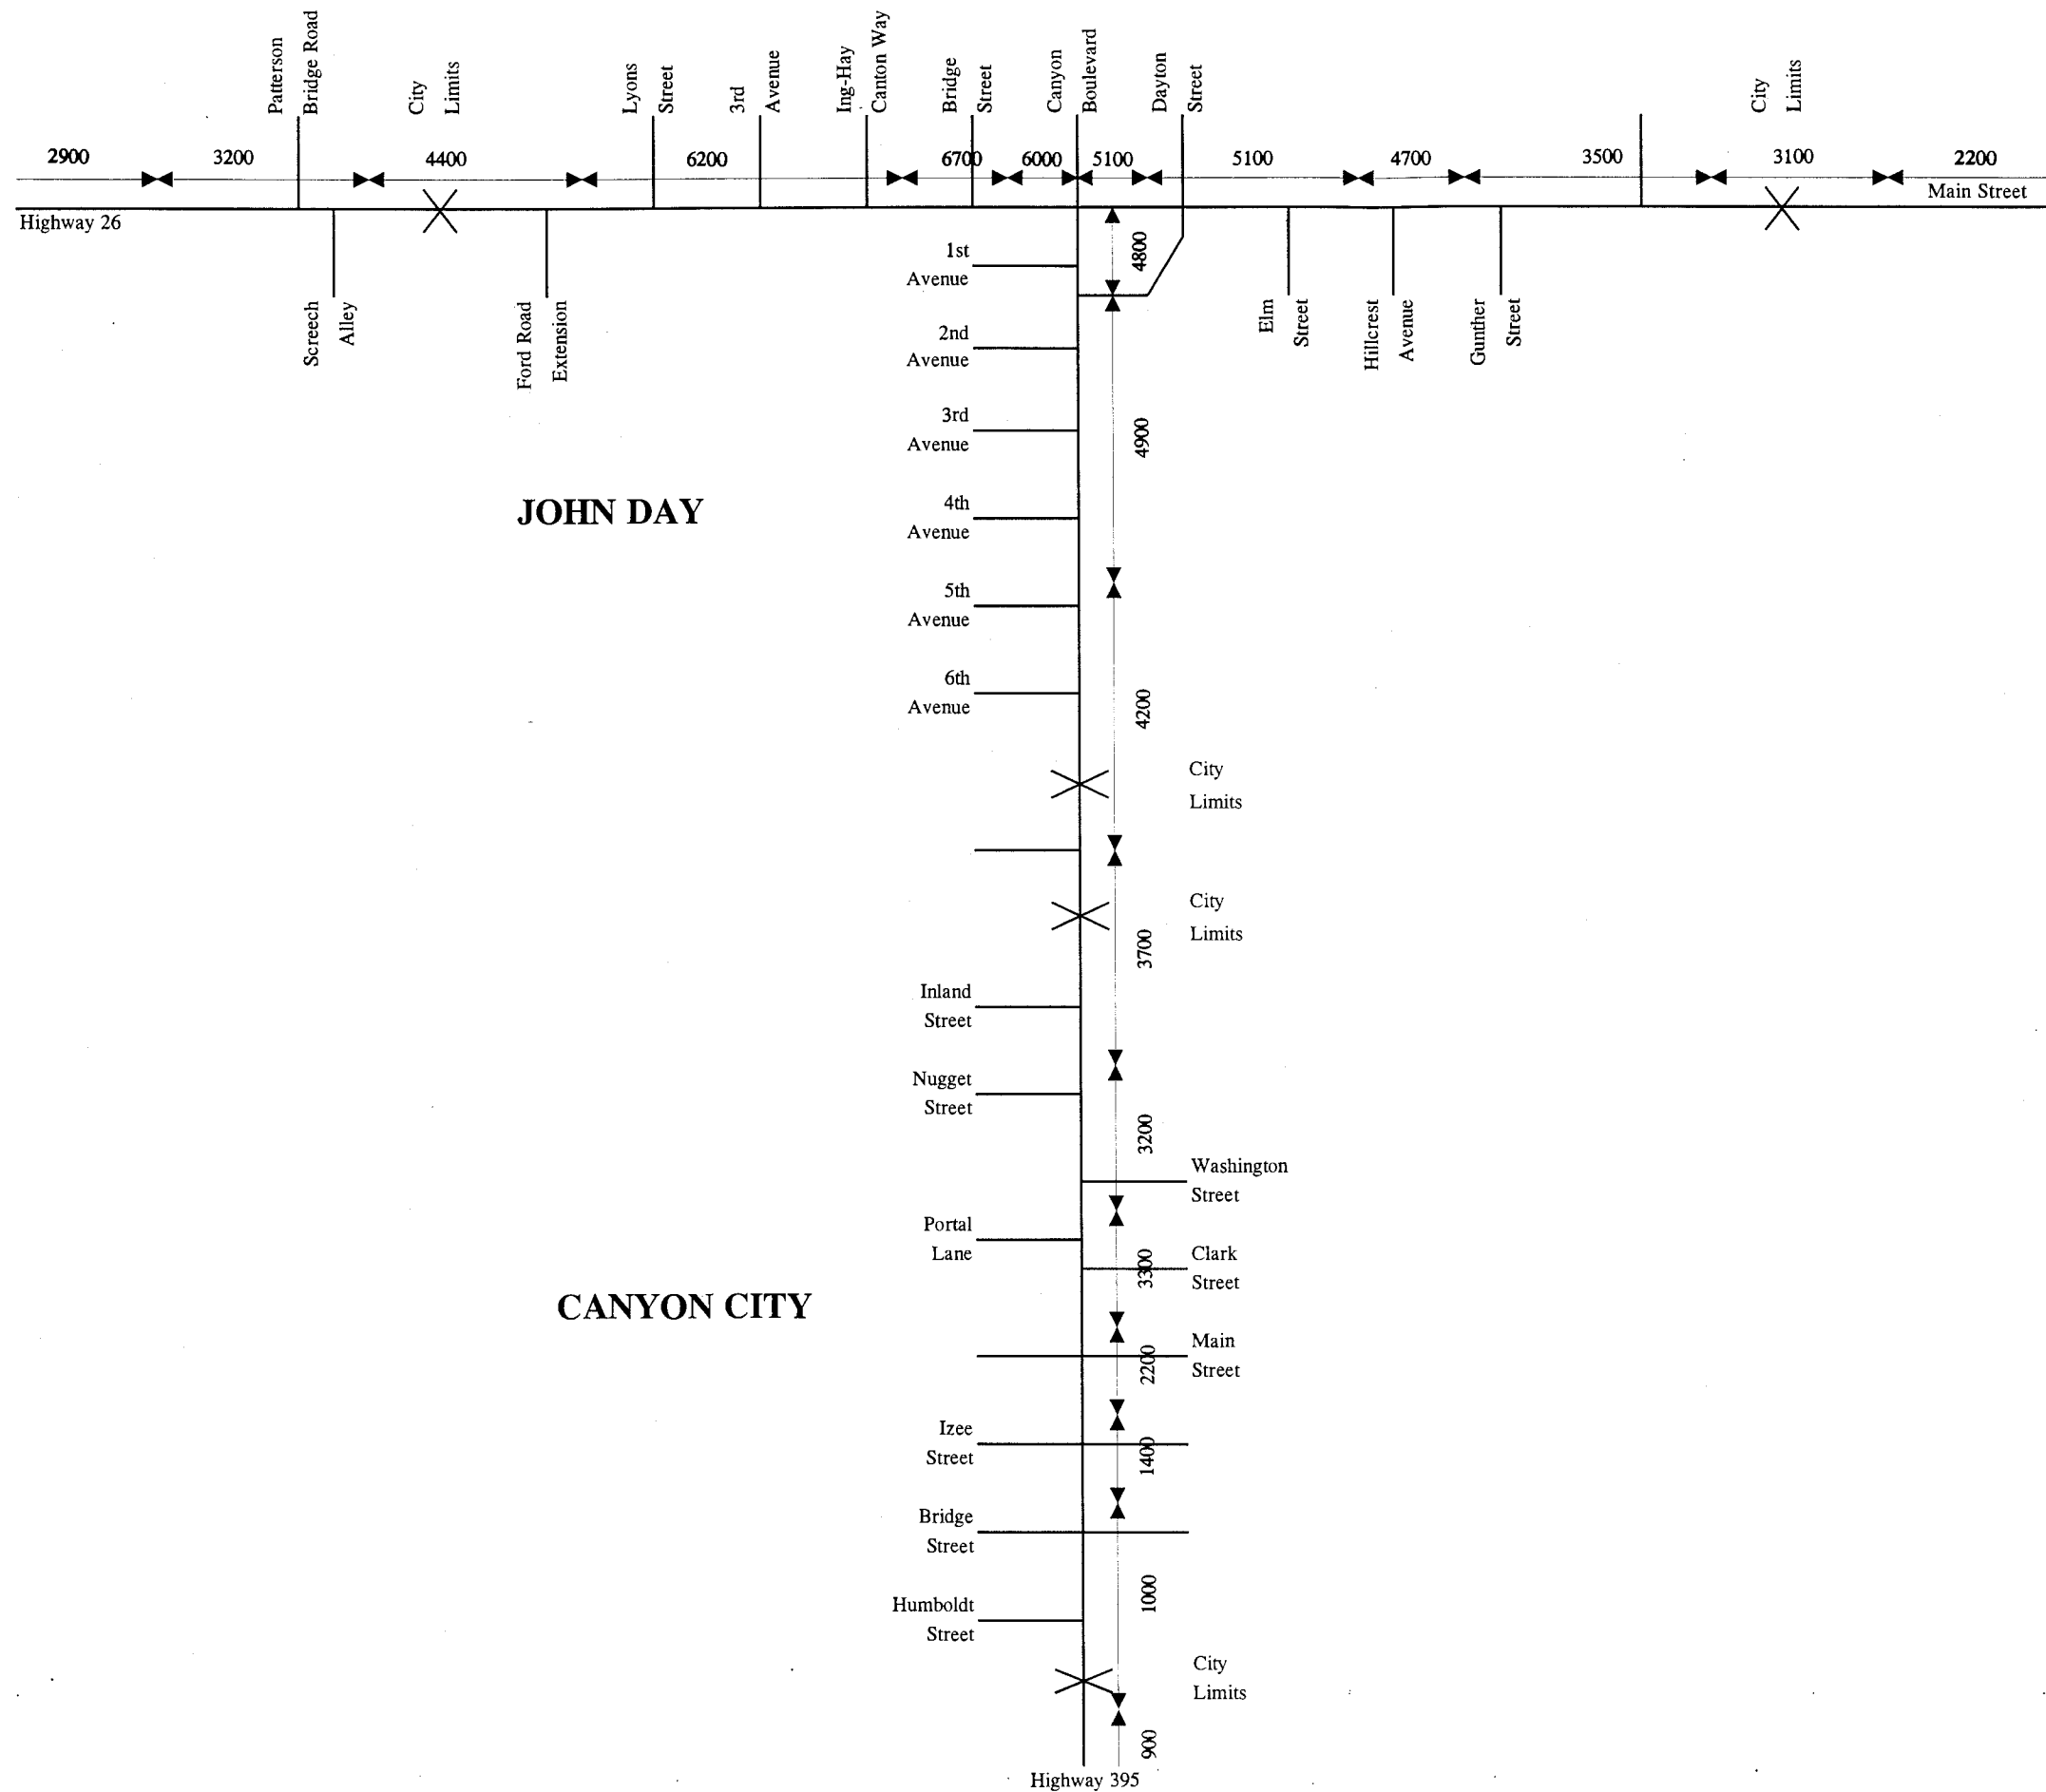 Patterson
Bridge Road
City
Limits
Lyons
Street
3rd
Avenue
Ing-Hay
Canton Way
Bridge
Street
Canyon
Boulevard
Dayton
Street
City
Limits
2900
3200
4400
6200
6700
6000
5100
5100
4700
3500
3100
2200
Main Street
Highway 26
Screech
Alley
Ford Road
Extension
Elm
Street
Hillcrest
Avenue
Gunther
Street
1st
Avenue
4800
2nd
Avenue
3rd
Avenue
4900
JOHN DAY
4th
Avenue
5th
Avenue
6th
Avenue
4200
City
Limits
City
Limits
3700
Inland
Street
Nugget
Street
3200
Washington
Street
Portal
Lane
3300
Clark
Street
CANYON CITY
2200
Main
Street
Izee
Street
1400
Bridge
Street
1000
Humboldt
Street
City
Limits
900
Highway 395